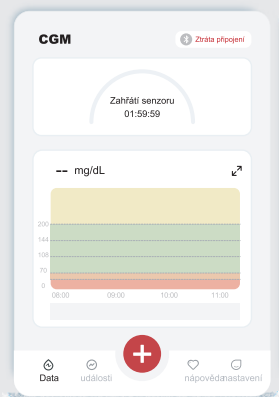 CGM
Ztráta připojení
Zahřátí senzoru
01:59:59
-- mg/dL
200
144
108
70
0
08:00 09:00 10:00 11:00
Data události nápověda nastavení